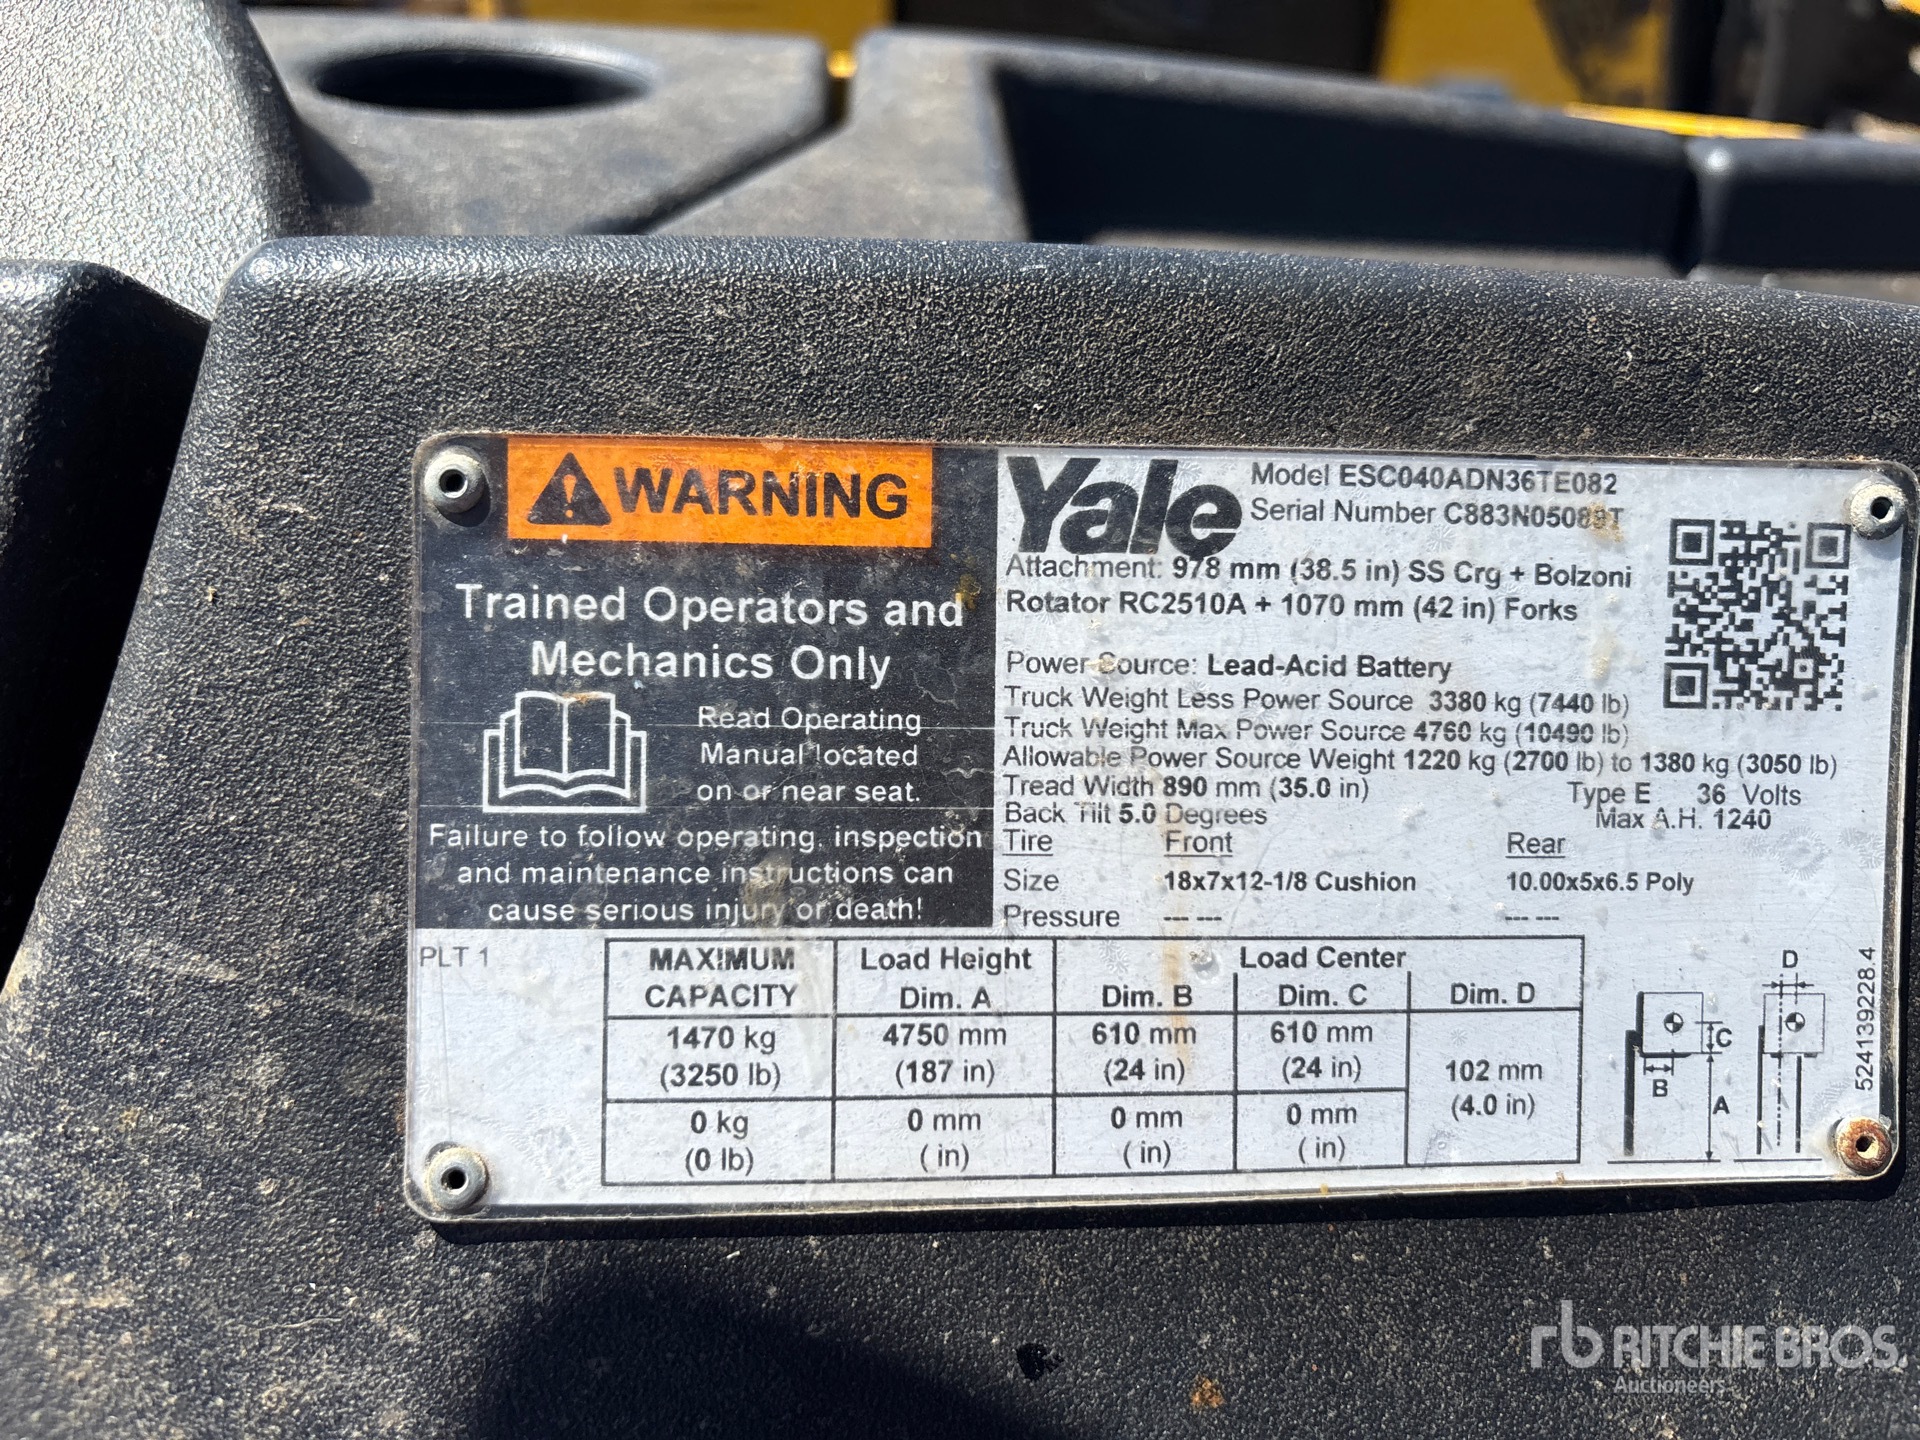 WARNING
Trained Operators and
Mechanics Only
Read Operating
Manual located
on or near seat.
Failure to follow operating, inspection
and maintenance instructions can
cause serious injury or death!
Yale
Model ESC040ADN36TE082
Serial Number C883N05089T
Attachment: 978 mm (38.5 in) SS Crg + Bolzoni
Rotator RC2510A + 1070 mm (42 in) Forks
Power Source: Lead-Acid Battery
Truck Weight Less Power Source 3380 kg (7440 lb)
Truck Weight Max Power Source 4760 kg (10490 lb)
Allowable Power Source Weight 1220 kg (2700 lb) to 1380 kg (3050 lb)
Tread Width 890 mm (35.0 in) Type E 36 Volts
Back Tilt 5.0 Degrees Max A.H. 1240
Tire Front Rear
Size 18x7x12-1/8 Cushion 10.00x5x6.5 Poly
Pressure --- --- --- ---
PLT 1
MAXIMUM Load Height Load Center
CAPACITY Dim. A Dim. B Dim. C Dim. D
1470 kg 4750 mm 610 mm 610 mm
(3250 lb) (187 in) (24 in) (24 in) 102 mm
(4.0 in)
0 kg 0 mm 0 mm 0 mm
(0 lb) ( in) ( in) ( in)
D
C
B
A
524139228.4
rb RITCHIE BROS.
Auctioneers